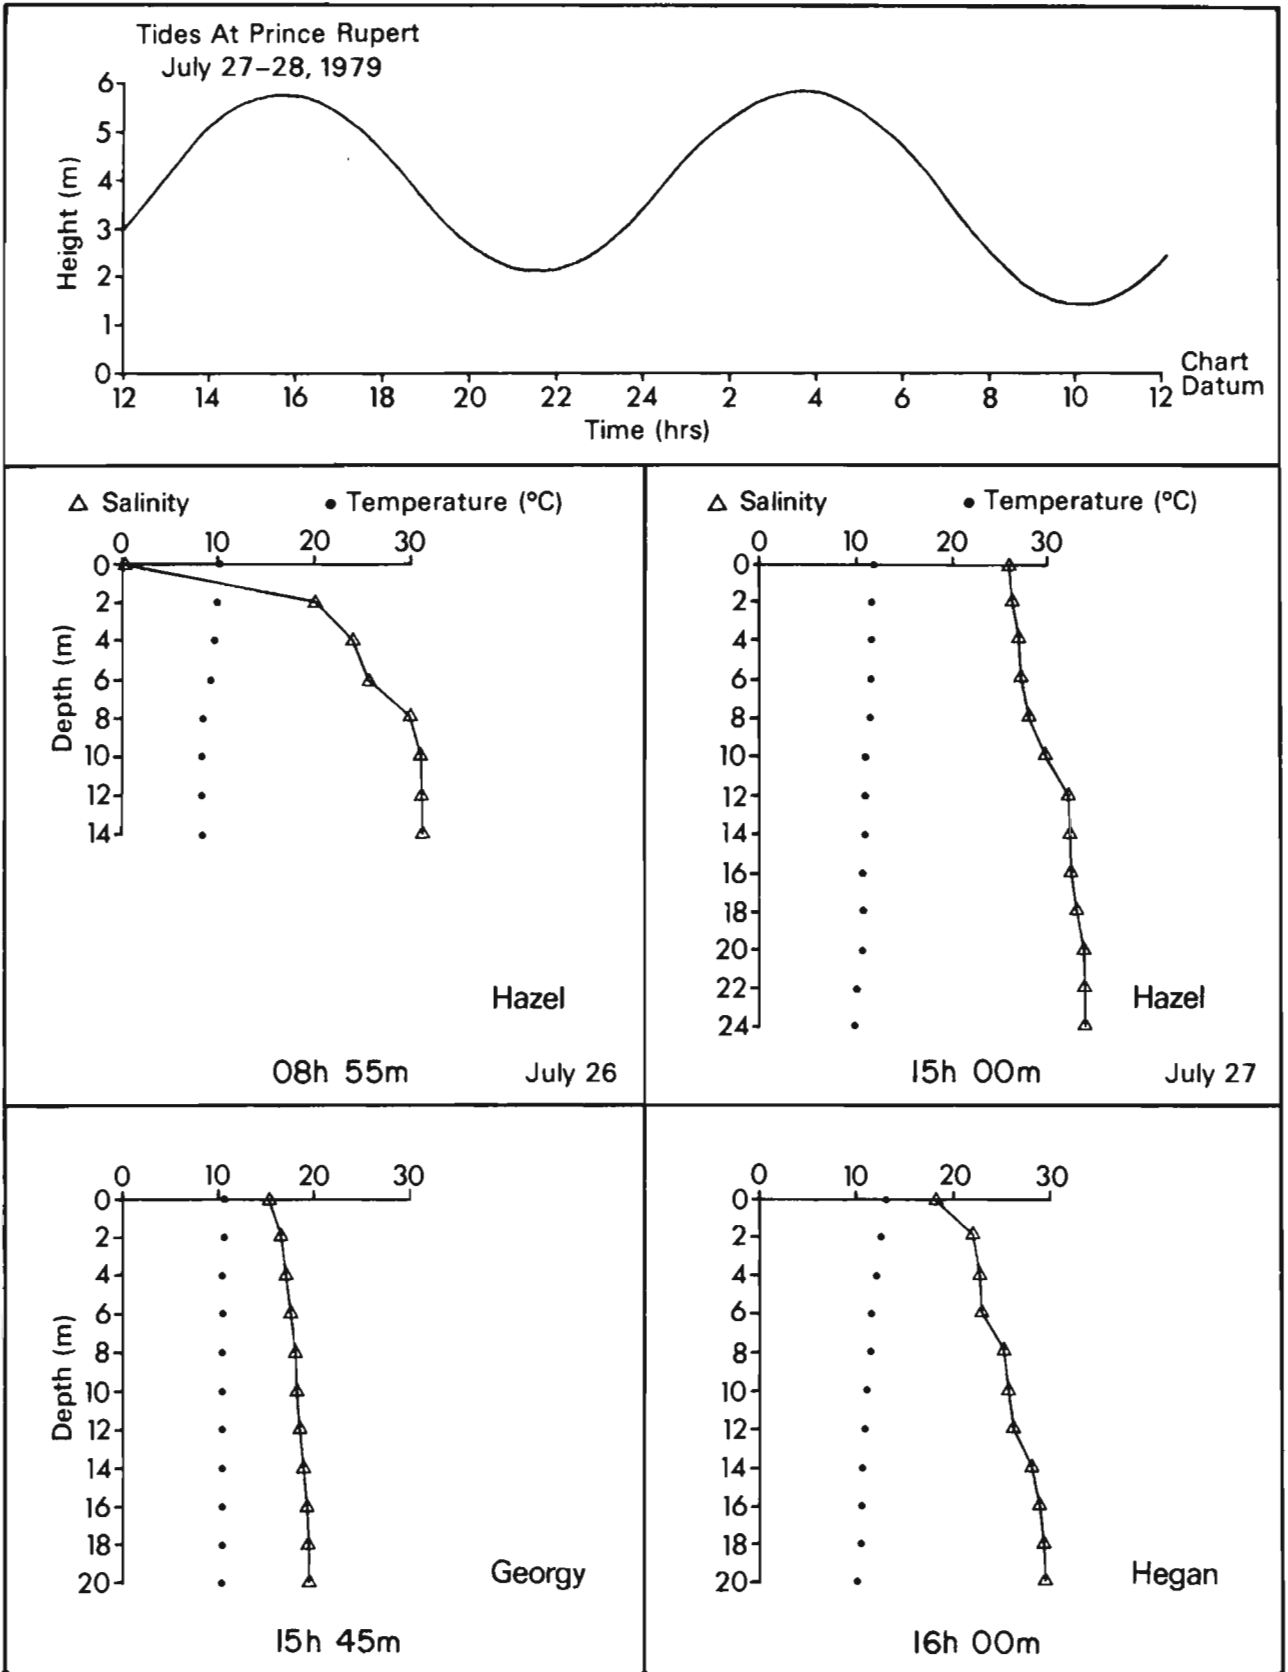 Tides At Prince Rupert
July 27–28, 1979
6
5
4
3
2
1
0
Height (m)
12 14 16 18 20 22 24 2 4 6 8 10 12
Chart
Datum
Time (hrs)
△ Salinity • Temperature (°C)
0 10 20 30
0
2
4
6
8
10
12
14
Depth (m)
Hazel
08h 55m July 26
△ Salinity • Temperature (°C)
0 10 20 30
0
2
4
6
8
10
12
14
16
18
20
22
24
Hazel
15h 00m July 27
0 10 20 30
0
2
4
6
8
10
12
14
16
18
20
Depth (m)
Georgy
15h 45m
0 10 20 30
0
2
4
6
8
10
12
14
16
18
20
Hegan
16h 00m